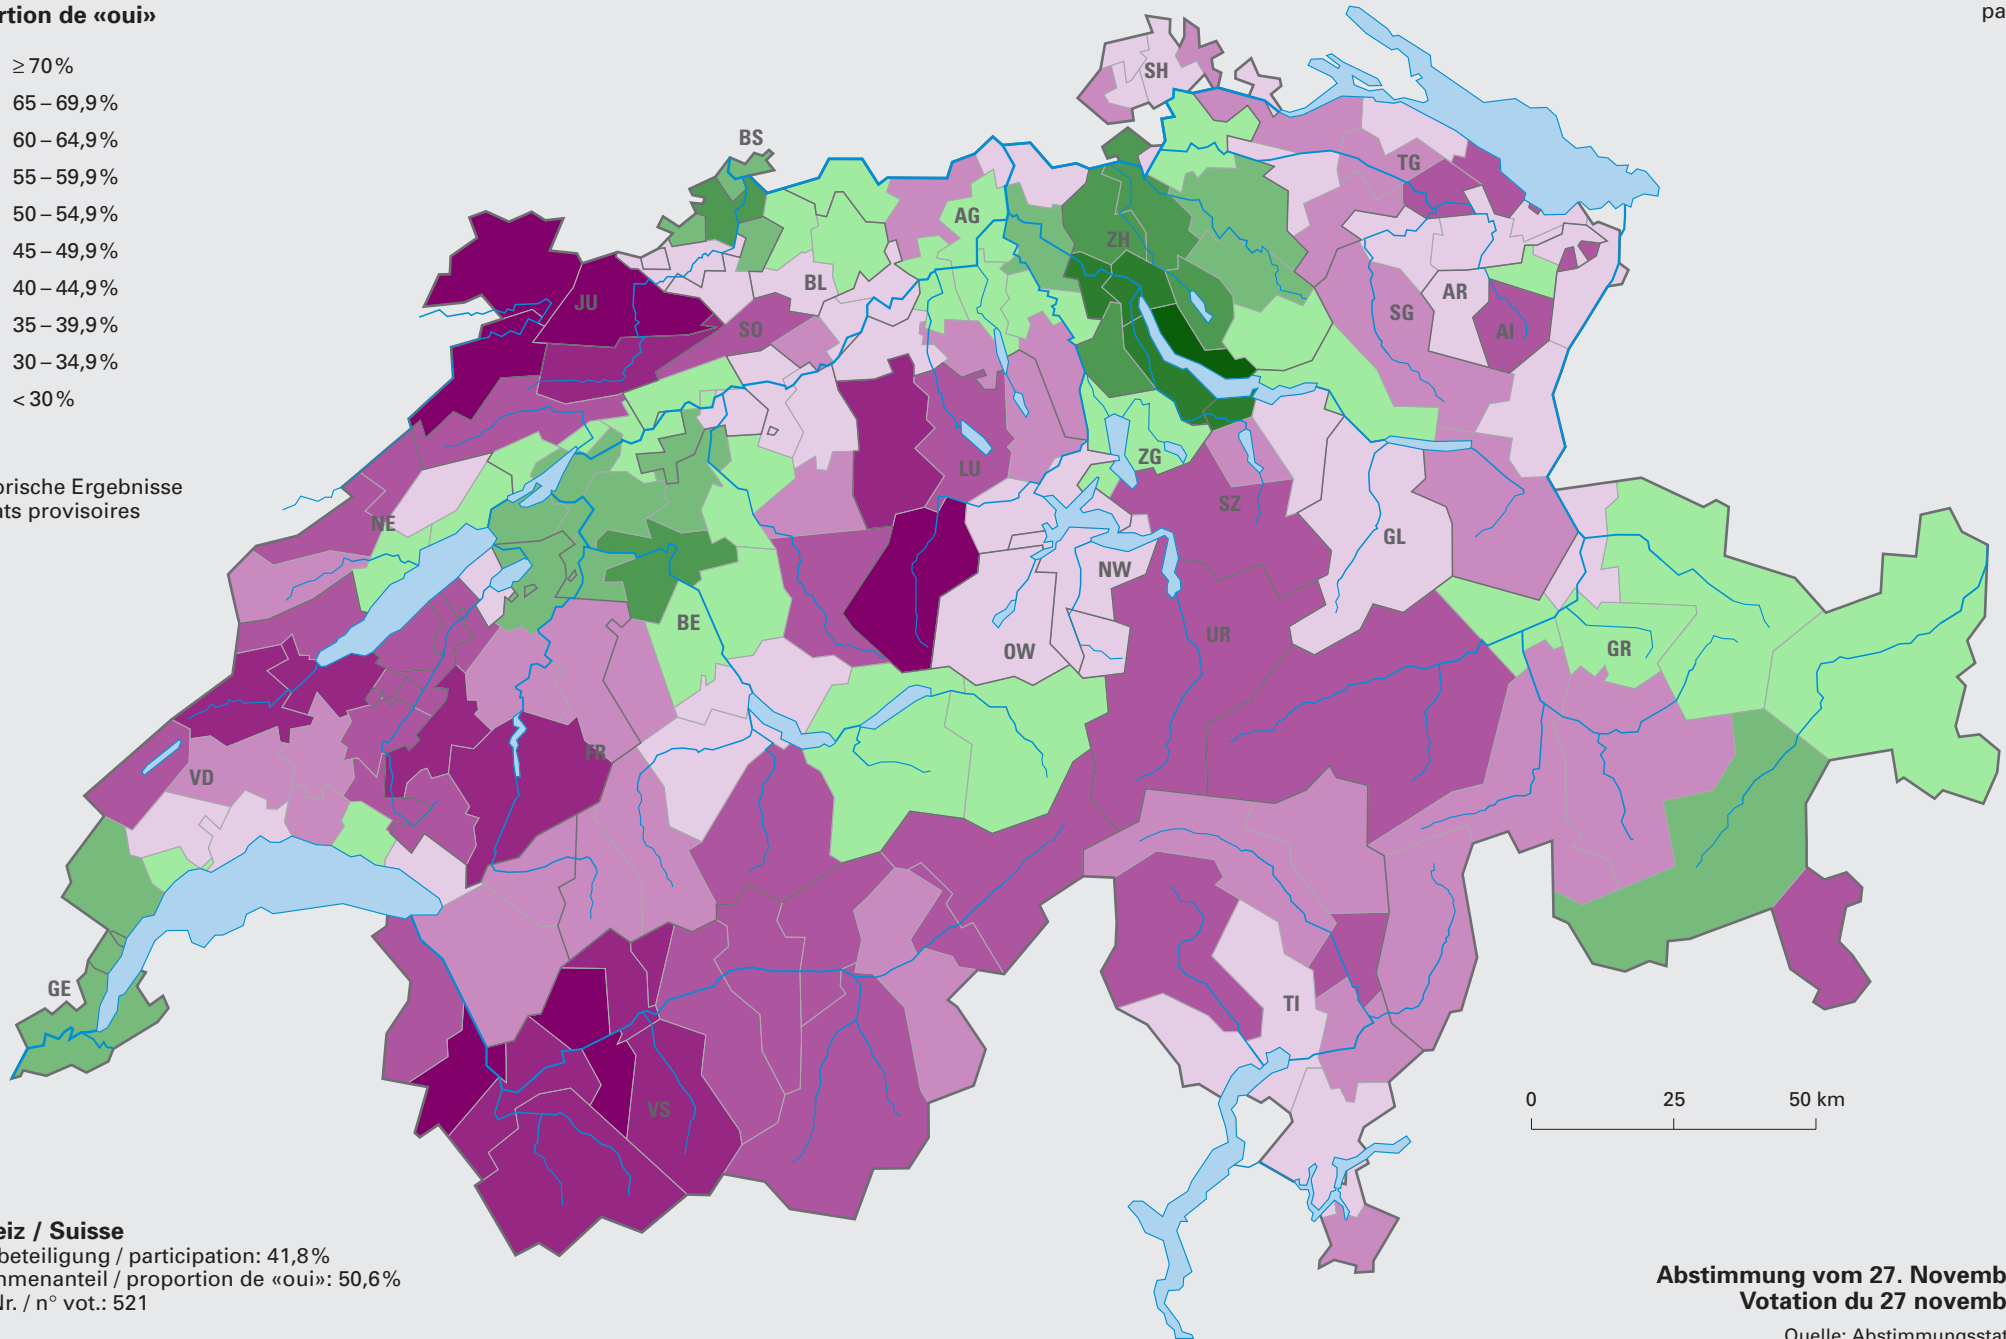 rtion de «oui»
pa
≥ 70 %
65 – 69,9 %
60 – 64,9 %
55 – 59,9 %
50 – 54,9 %
45 – 49,9 %
40 – 44,9 %
35 – 39,9 %
30 – 34,9 %
< 30 %
orische Ergebnisse
ats provisoires
SH
BS
TG
AG
ZH
BL
JU
SO
SG
AR
AI
LU
ZG
NE
SZ
GL
NW
BE
OW
UR
GR
FR
VD
GE
TI
VS
0 25 50 km
eiz / Suisse
beteiligung / participation: 41,8 %
nmenanteil / proportion de «oui»: 50,6 %
Nr. / n° vot.: 521
Abstimmung vom 27. Novemb
Votation du 27 novemb
Quelle: Abstimmungsstat